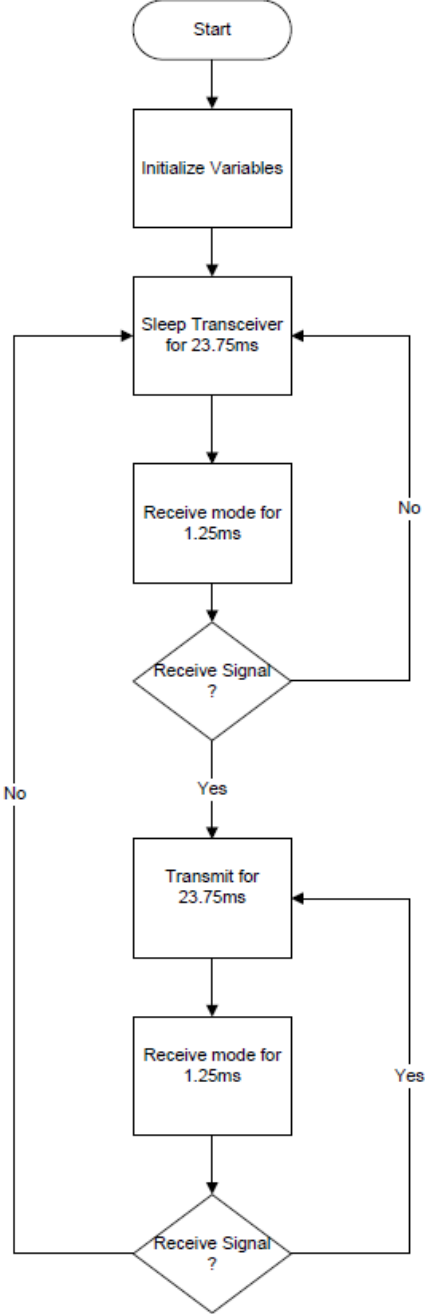 Start
Initialize Variables
Sleep Transceiver
for 23.75ms
Receive mode for
1.25ms
No
Receive Signal
?
Yes
No
Transmit for
23.75ms
Receive mode for
1.25ms
Yes
Receive Signal
?